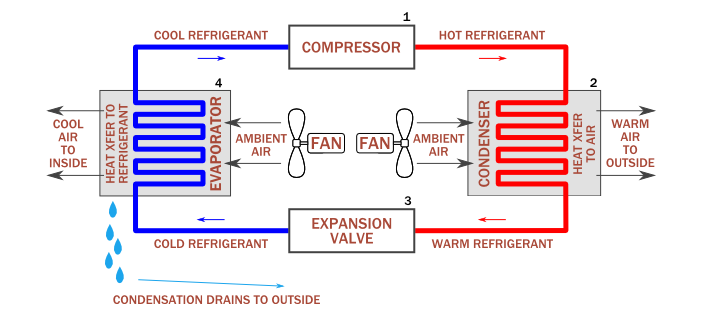 1
COOL REFRIGERANT
COMPRESSOR
HOT REFRIGERANT
4
2
COOL
AIR
TO
INSIDE
HEAT XFER TO
REFRIGERANT
EVAPORATOR
AMBIENT
AIR
FAN
FAN
AMBIENT
AIR
CONDENSER
HEAT XFER
TO AIR
WARM
AIR
TO
OUTSIDE
3
COLD REFRIGERANT
EXPANSION
VALVE
WARM REFRIGERANT
CONDENSATION DRAINS TO OUTSIDE